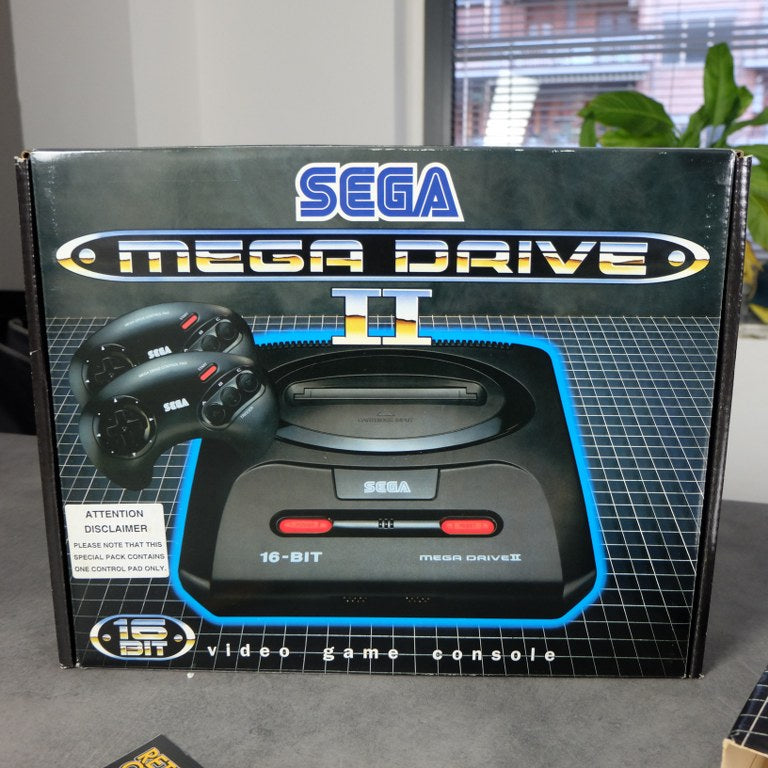 SEGA
MEGA DRIVE
II
SEGA
SEGA
SEGA
16-BIT
MEGA DRIVE II
ATTENTION
DISCLAIMER
PLEASE NOTE THAT THIS
SPECIAL PACK CONTAINS
ONE CONTROL PAD ONLY.
16
BIT
video game console